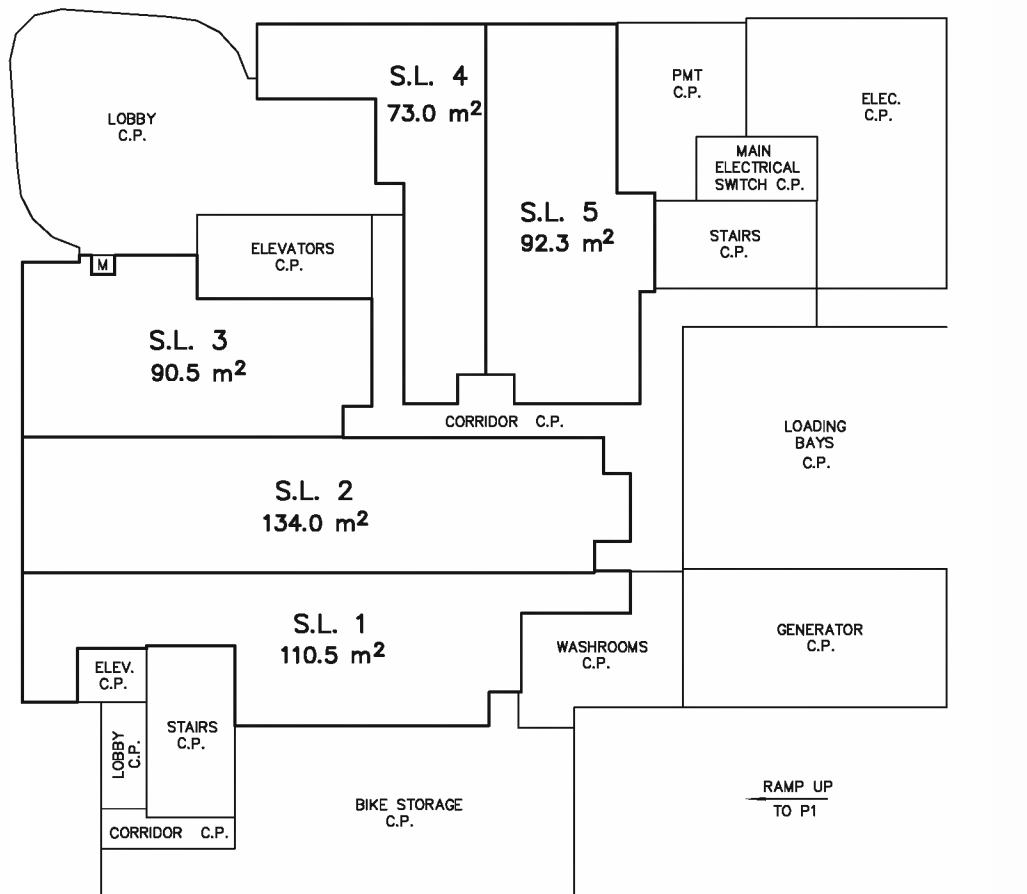 S.L. 4
73.0 m²
PMT
C.P.
ELEC.
C.P.
LOBBY
C.P.
MAIN
ELECTRICAL
SWITCH C.P.
S.L. 5
92.3 m²
STAIRS
C.P.
ELEVATORS
C.P.
M
S.L. 3
90.5 m²
CORRIDOR C.P.
LOADING
BAYS
C.P.
S.L. 2
134.0 m²
S.L. 1
110.5 m²
WASHROOMS
C.P.
GENERATOR
C.P.
ELEV.
C.P.
STAIRS
C.P.
LOBBY
C.P.
BIKE STORAGE
C.P.
RAMP UP
TO P1
CORRIDOR C.P.